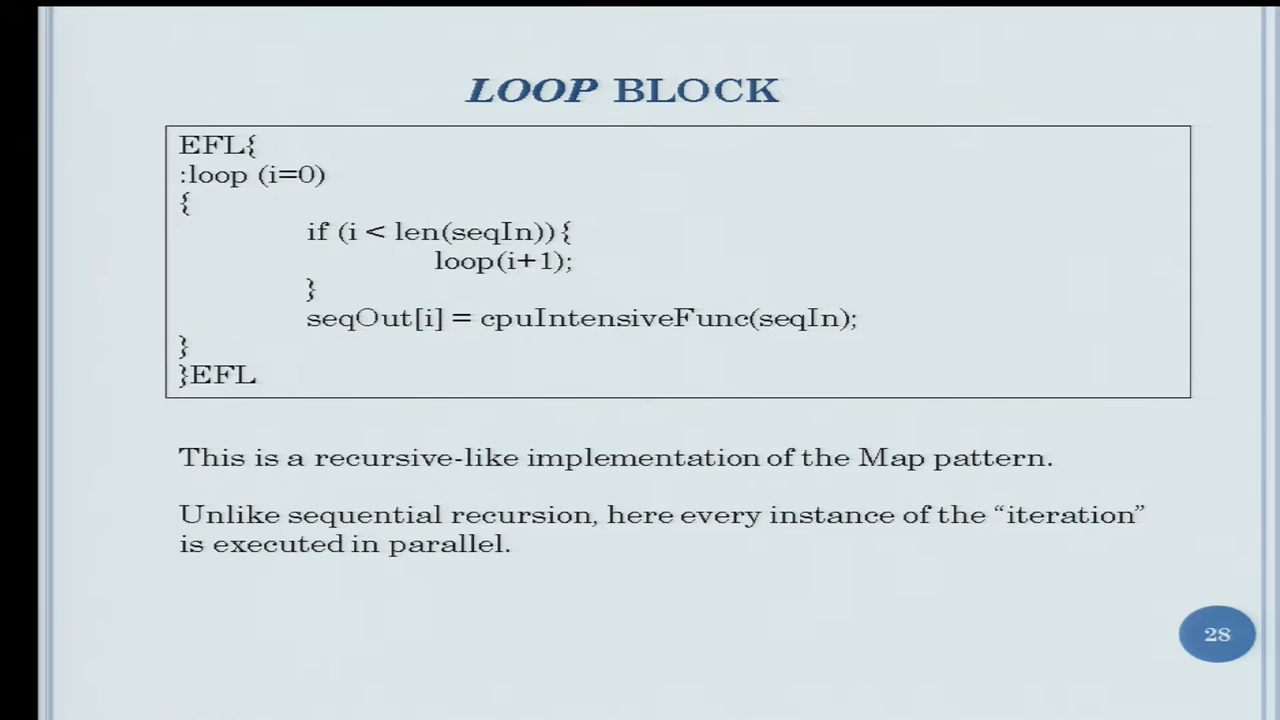 LOOP BLOCK
EFL{
:loop (i=0)
{
if (i < len(seqIn)){
loop(i+1);
}
seqOut[i] = cpuIntensiveFunc(seqIn);
}
}EFL
This is a recursive-like implementation of the Map pattern.
Unlike sequential recursion, here every instance of the “iteration”
is executed in parallel.
28